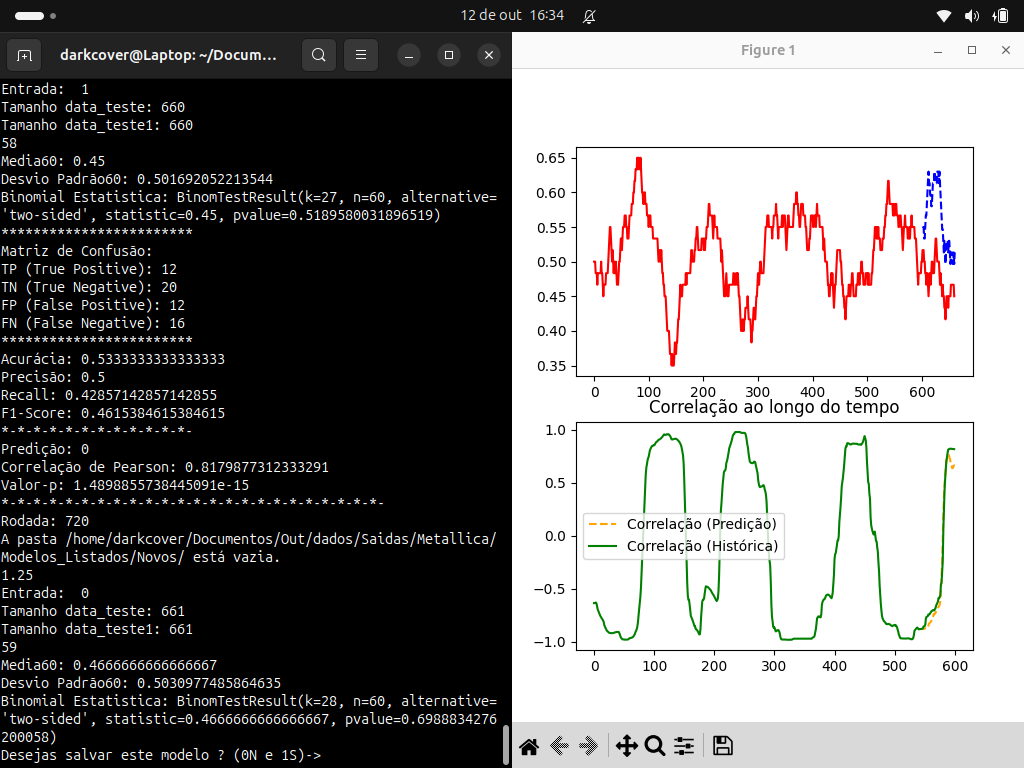 12 de out 16:34
darkcover@Laptop: ~/Docum...
Entrada:  1
Tamanho data_teste: 660
Tamanho data_teste1: 660
58
Media60: 0.45
Desvio Padrão60: 0.501692052213544
Binomial Estatistica: BinomTestResult(k=27, n=60, alternative=
'two-sided', statistic=0.45, pvalue=0.5189580031896519)
************************
Matriz de Confusão:
TP (True Positive): 12
TN (True Negative): 20
FP (False Positive): 12
FN (False Negative): 16
************************
Acurácia: 0.5333333333333333
Precisão: 0.5
Recall: 0.42857142857142855
F1-Score: 0.4615384615384615
*-*-*-*-*-*-*-*-*-*-*-*-
Predição: 0
Correlação de Pearson: 0.8179877312333291
Valor-p: 1.4898855738445091e-15
*-*-*-*-*-*-*-*-*-*-*-*-*-*-*-*-*-*-*-*-*-*-*-*-
Rodada: 720
A pasta /home/darkcover/Documentos/Out/dados/Saidas/Metallica/
Modelos_Listados/Novos/ está vazia.
1.25
Entrada:  0
Tamanho data_teste: 661
Tamanho data_teste1: 661
59
Media60: 0.4666666666666667
Desvio Padrão60: 0.5030977485864635
Binomial Estatistica: BinomTestResult(k=28, n=60, alternative=
'two-sided', statistic=0.4666666666666667, pvalue=0.6988834276
200058)
Desejas salvar este modelo ? (0N e 1S)->
Figure 1
0.65
0.60
0.55
0.50
0.45
0.40
0.35
0 100 200 300 400 500 600
Correlação ao longo do tempo
1.0
0.5
0.0
−0.5
−1.0
Correlação (Predição)
Correlação (Histórica)
0 100 200 300 400 500 600